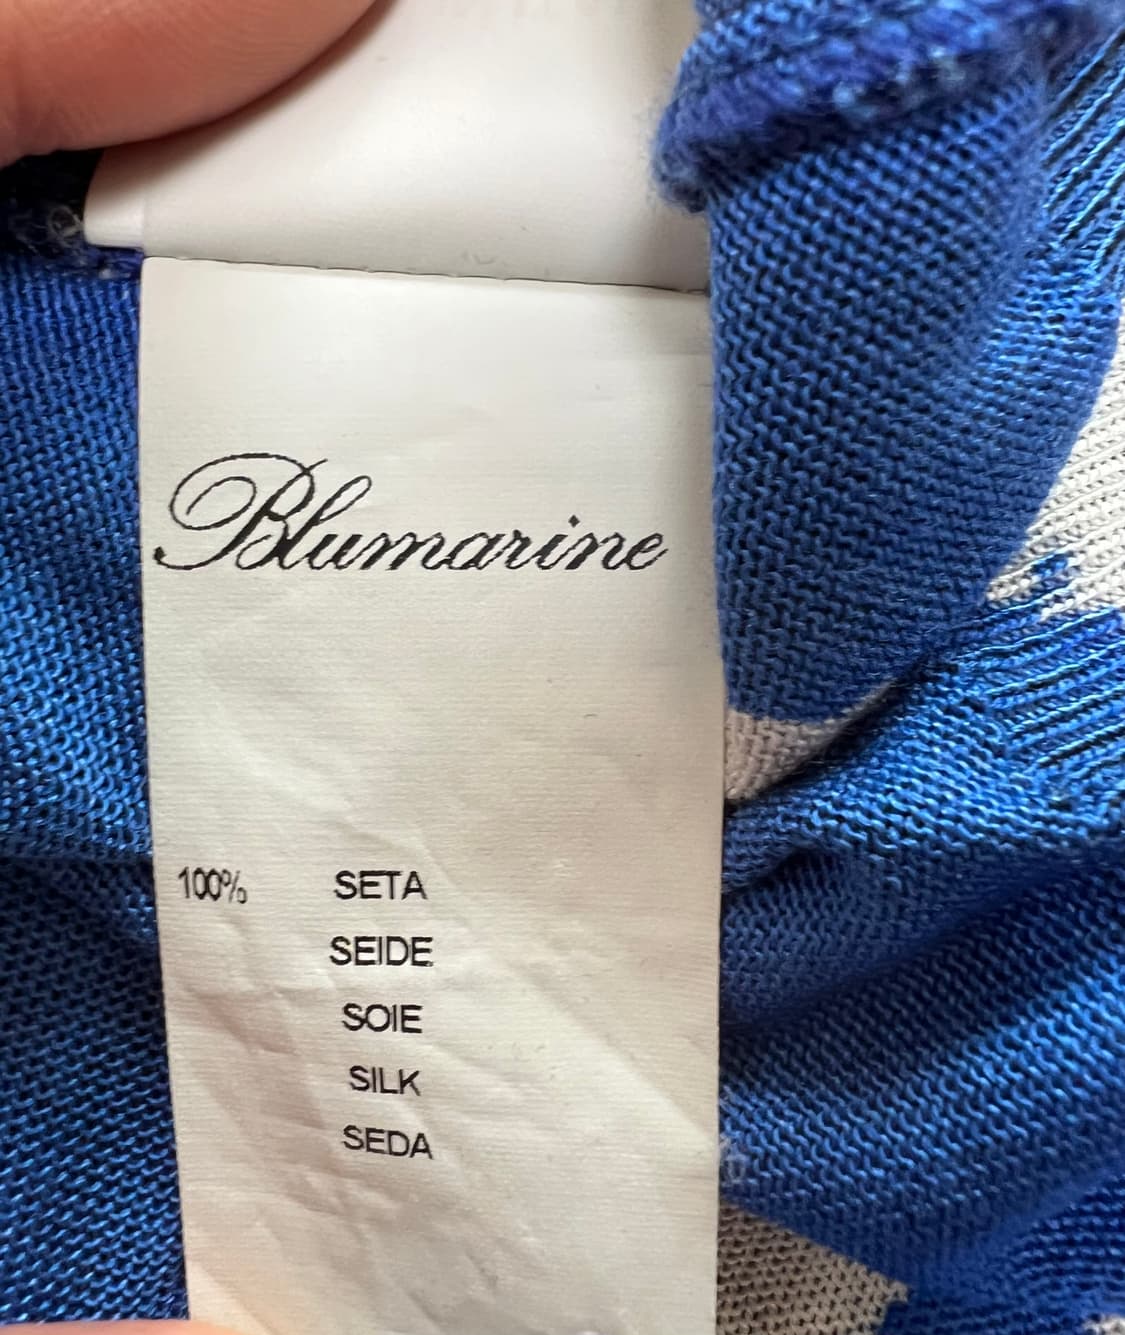 Blumarine
100% SETA
SEIDE
SOIE
SILK
SEDA